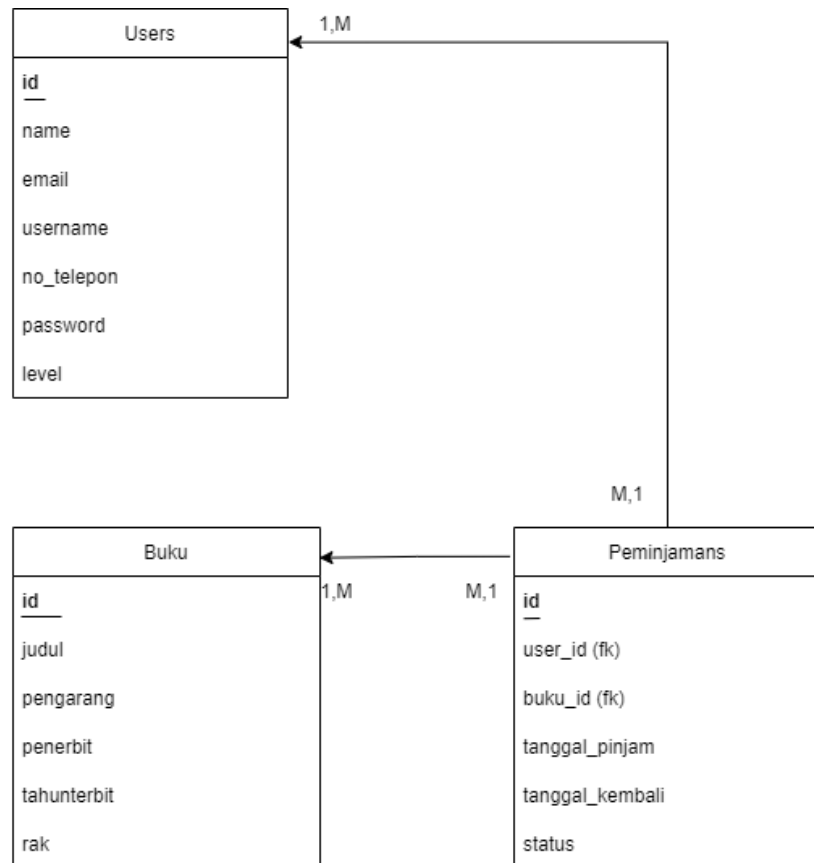 Users
1,M
id
name
email
username
no_telepon
password
level
M,1
Buku
1,M
M,1
Peminjamans
id
judul
pengarang
penerbit
tahunterbit
rak
id
user_id (fk)
buku_id (fk)
tanggal_pinjam
tanggal_kembali
status